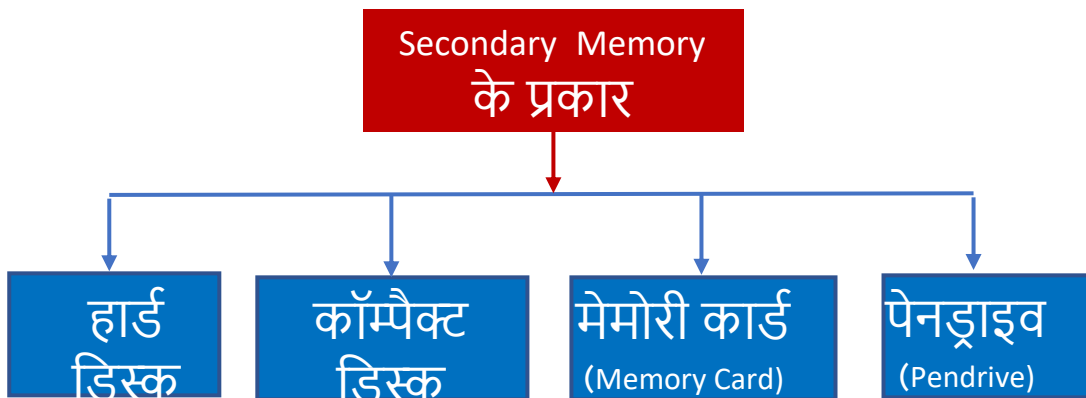 Secondary Memory
के प्रकार
हार्ड
डिस्क
कॉम्पैक्ट
डिस्क
मेमोरी कार्ड
(Memory Card)
पेनड्राइव
(Pendrive)